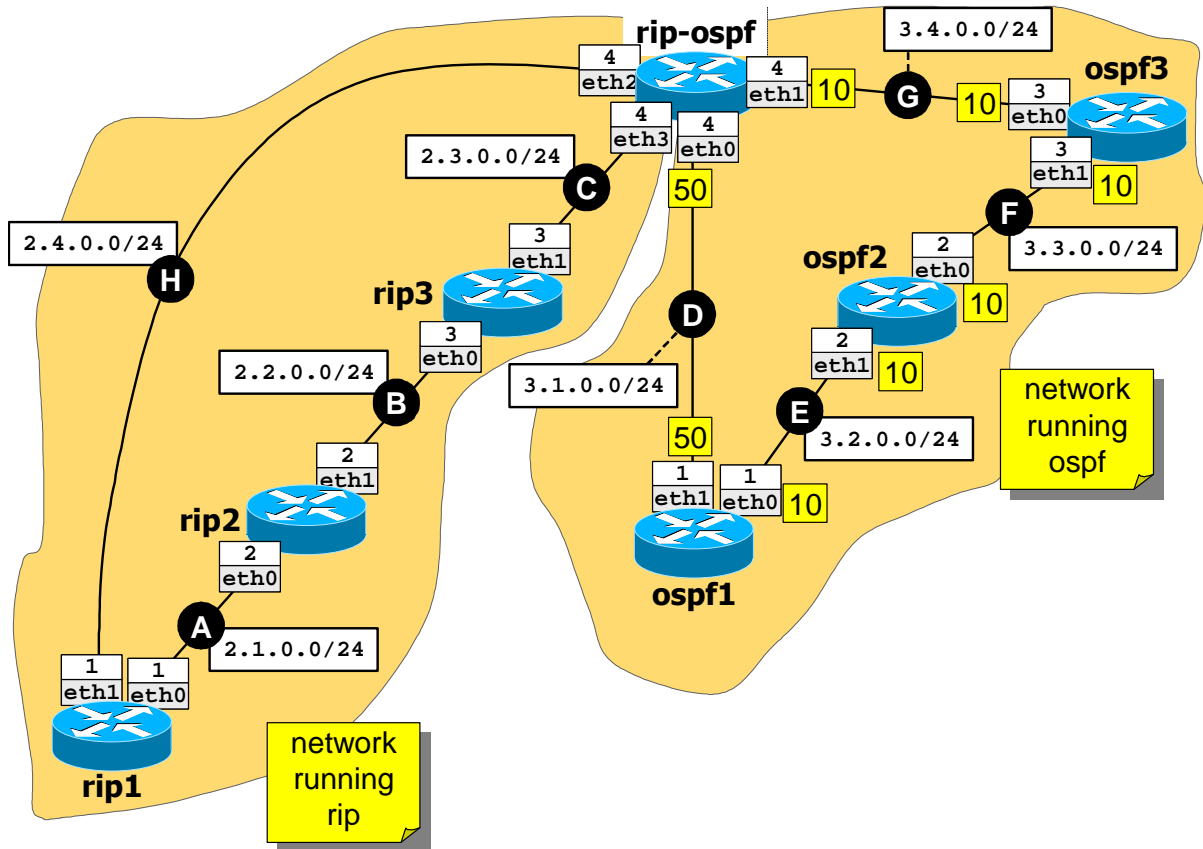 rip-ospf
3.4.0.0/24
4
eth2
4
eth1
10
G
10
3
eth0
ospf3
4
eth3
4
eth0
3
eth1
10
2.3.0.0/24
C
50
F
3.3.0.0/24
2.4.0.0/24
H
3
eth1
rip3
ospf2
2
eth0
10
D
3
eth0
2
eth1
10
2.2.0.0/24
B
3.1.0.0/24
E
3.2.0.0/24
network
running
ospf
50
2
eth1
1
eth1
1
eth0
10
rip2
ospf1
2
eth0
A
2.1.0.0/24
1
eth1
1
eth0
rip1
network
running
rip